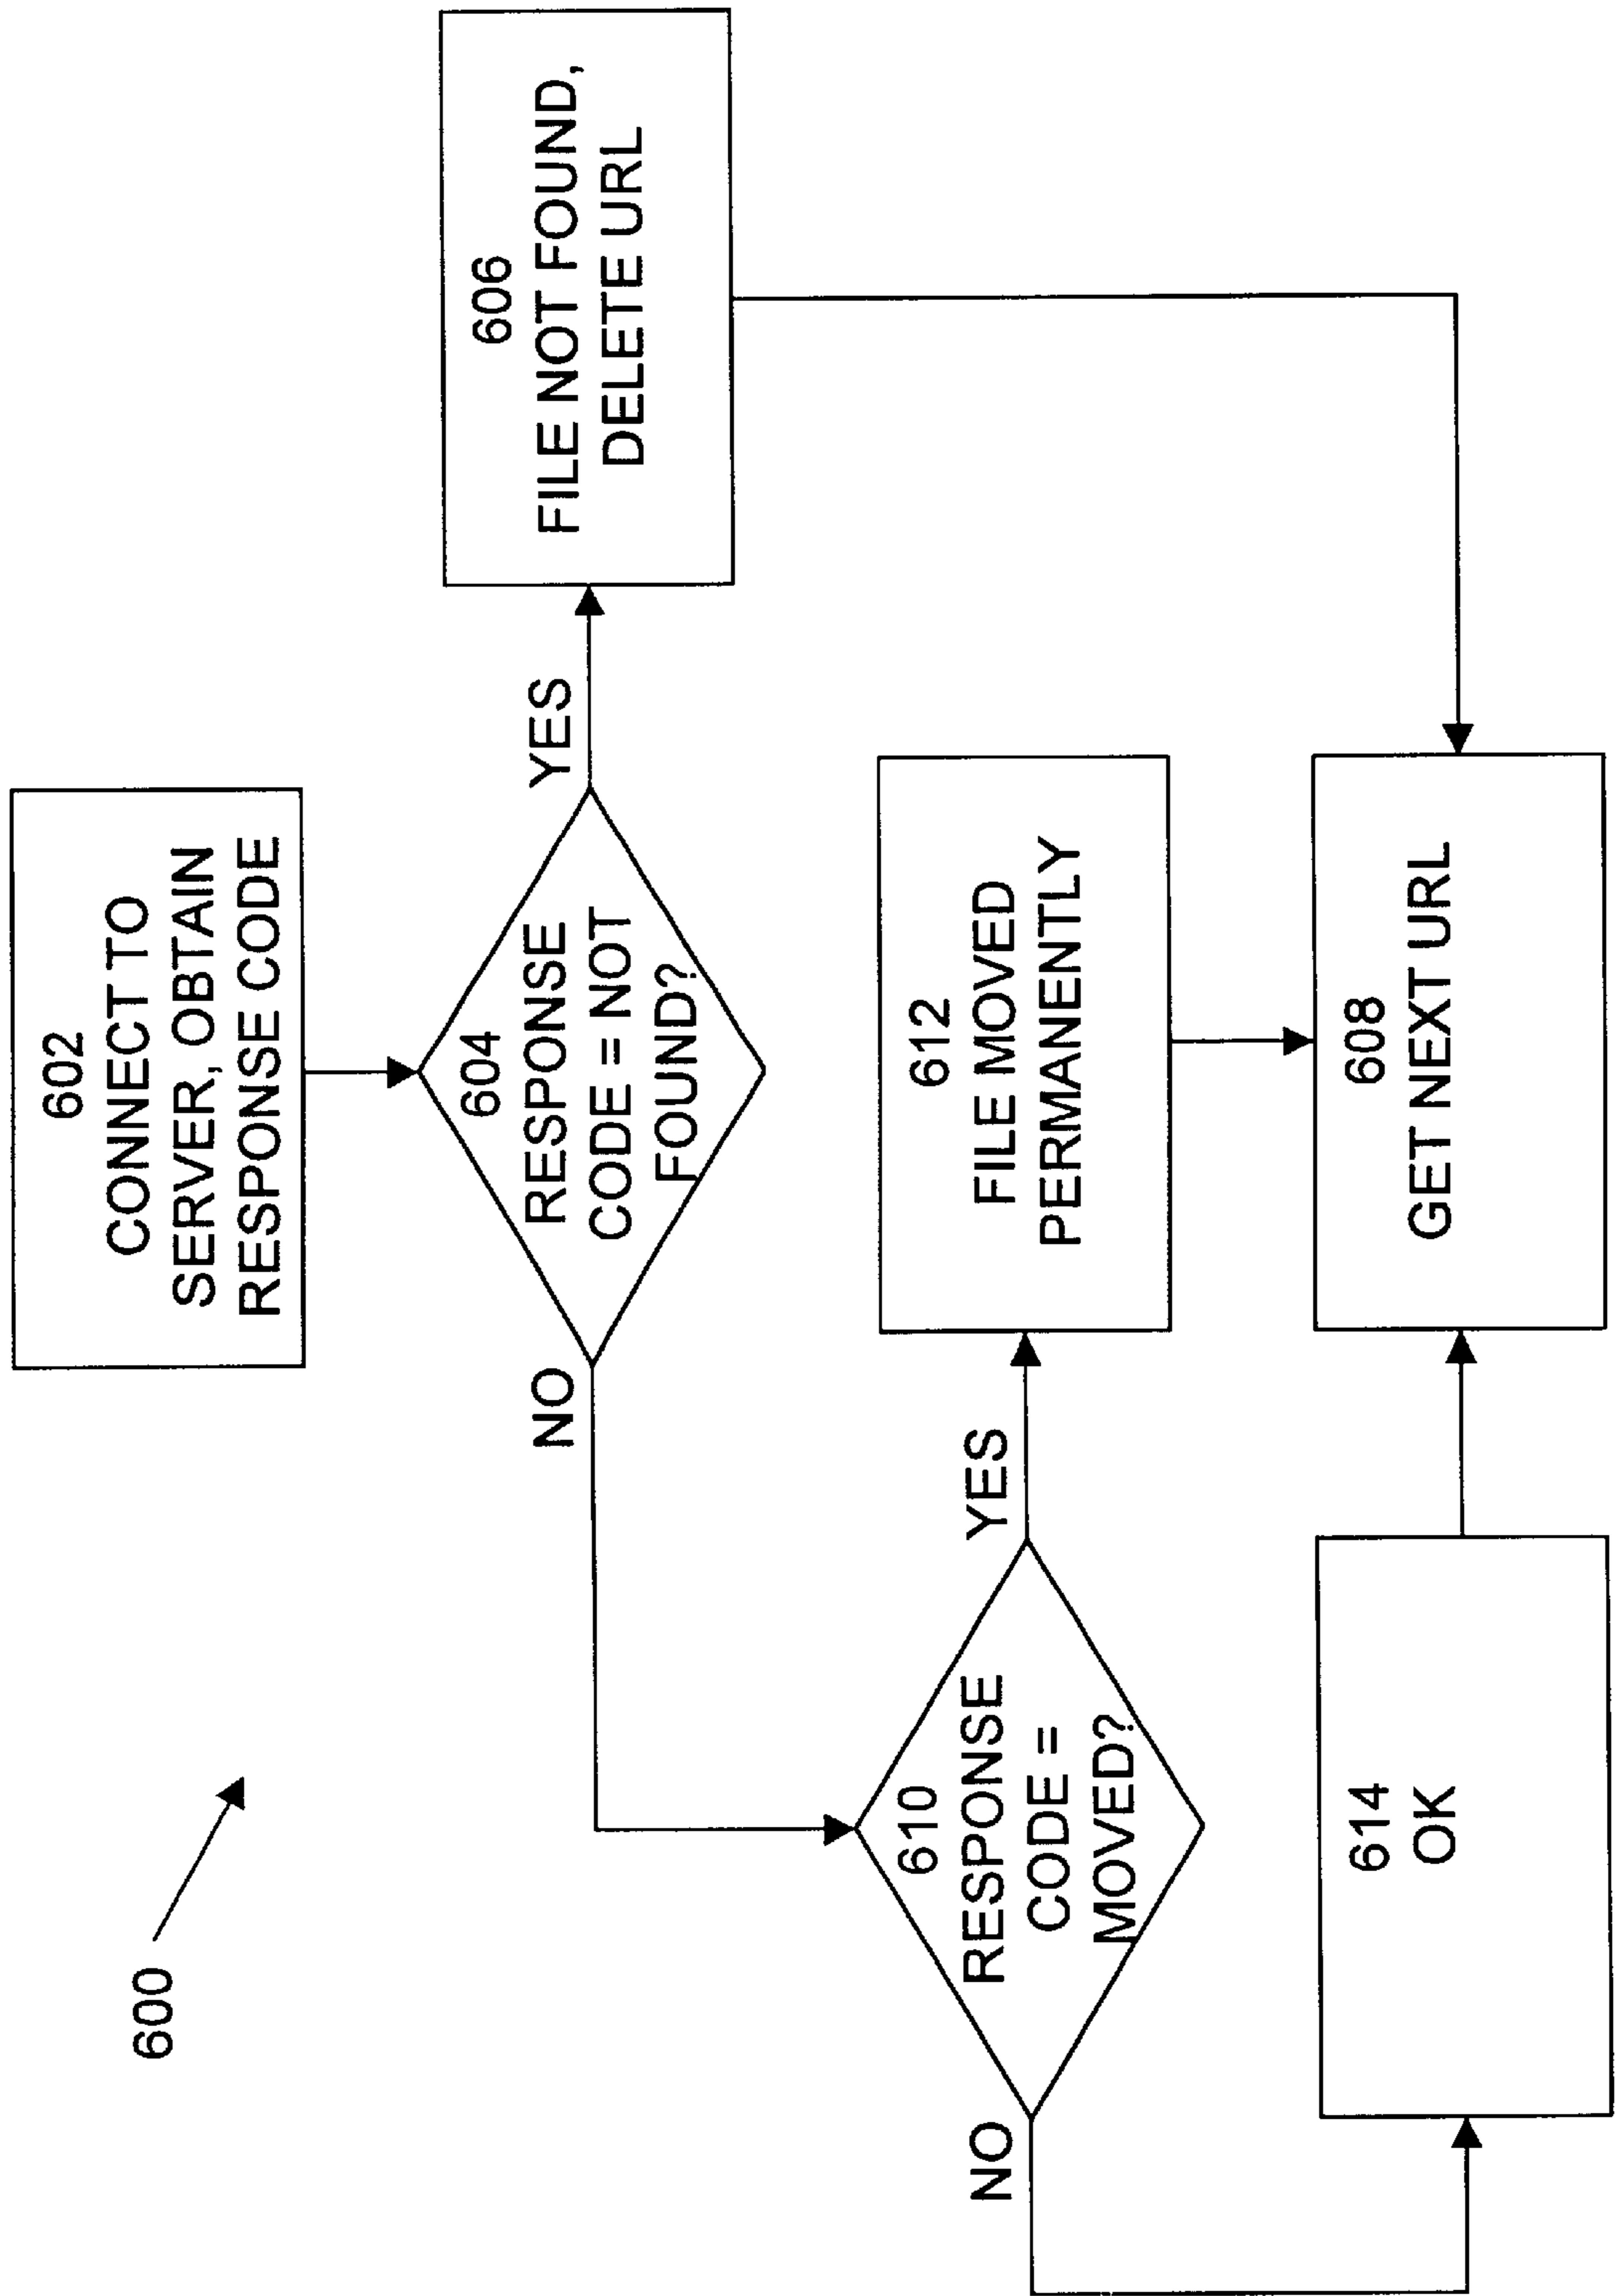 600
602
CONNECT TO
SERVER, OBTAIN
RESPONSE CODE
604
RESPONSE
CODE = NOT
FOUND?
YES
606
FILE NOT FOUND,
DELETE URL
NO
610
RESPONSE
CODE =
MOVED?
YES
612
FILE MOVED
PERMANENTLY
NO
614
OK
608
GET NEXT URL